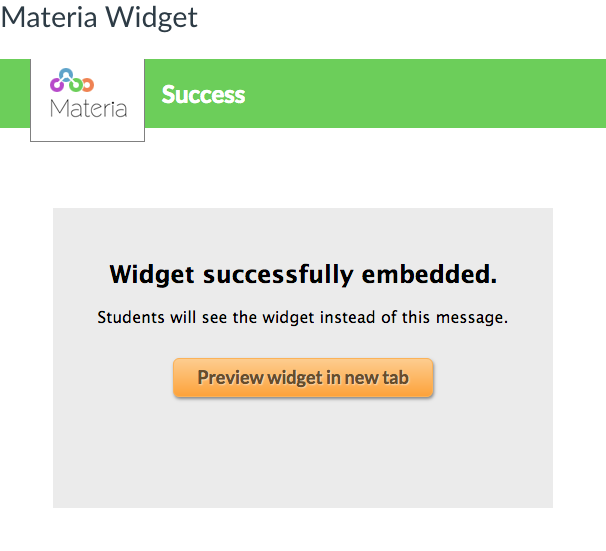 Materia Widget
Materia
Success
Widget successfully embedded.
Students will see the widget instead of this message.
Preview widget in new tab